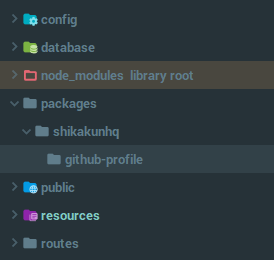 config
database
node_modules library root
packages
shikakunhq
github-profile
public
resources
routes